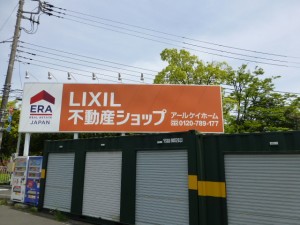 ERA
REAL ESTATE
JAPAN
LIXIL
不動産ショップ
アールケイホーム
0120-789-177